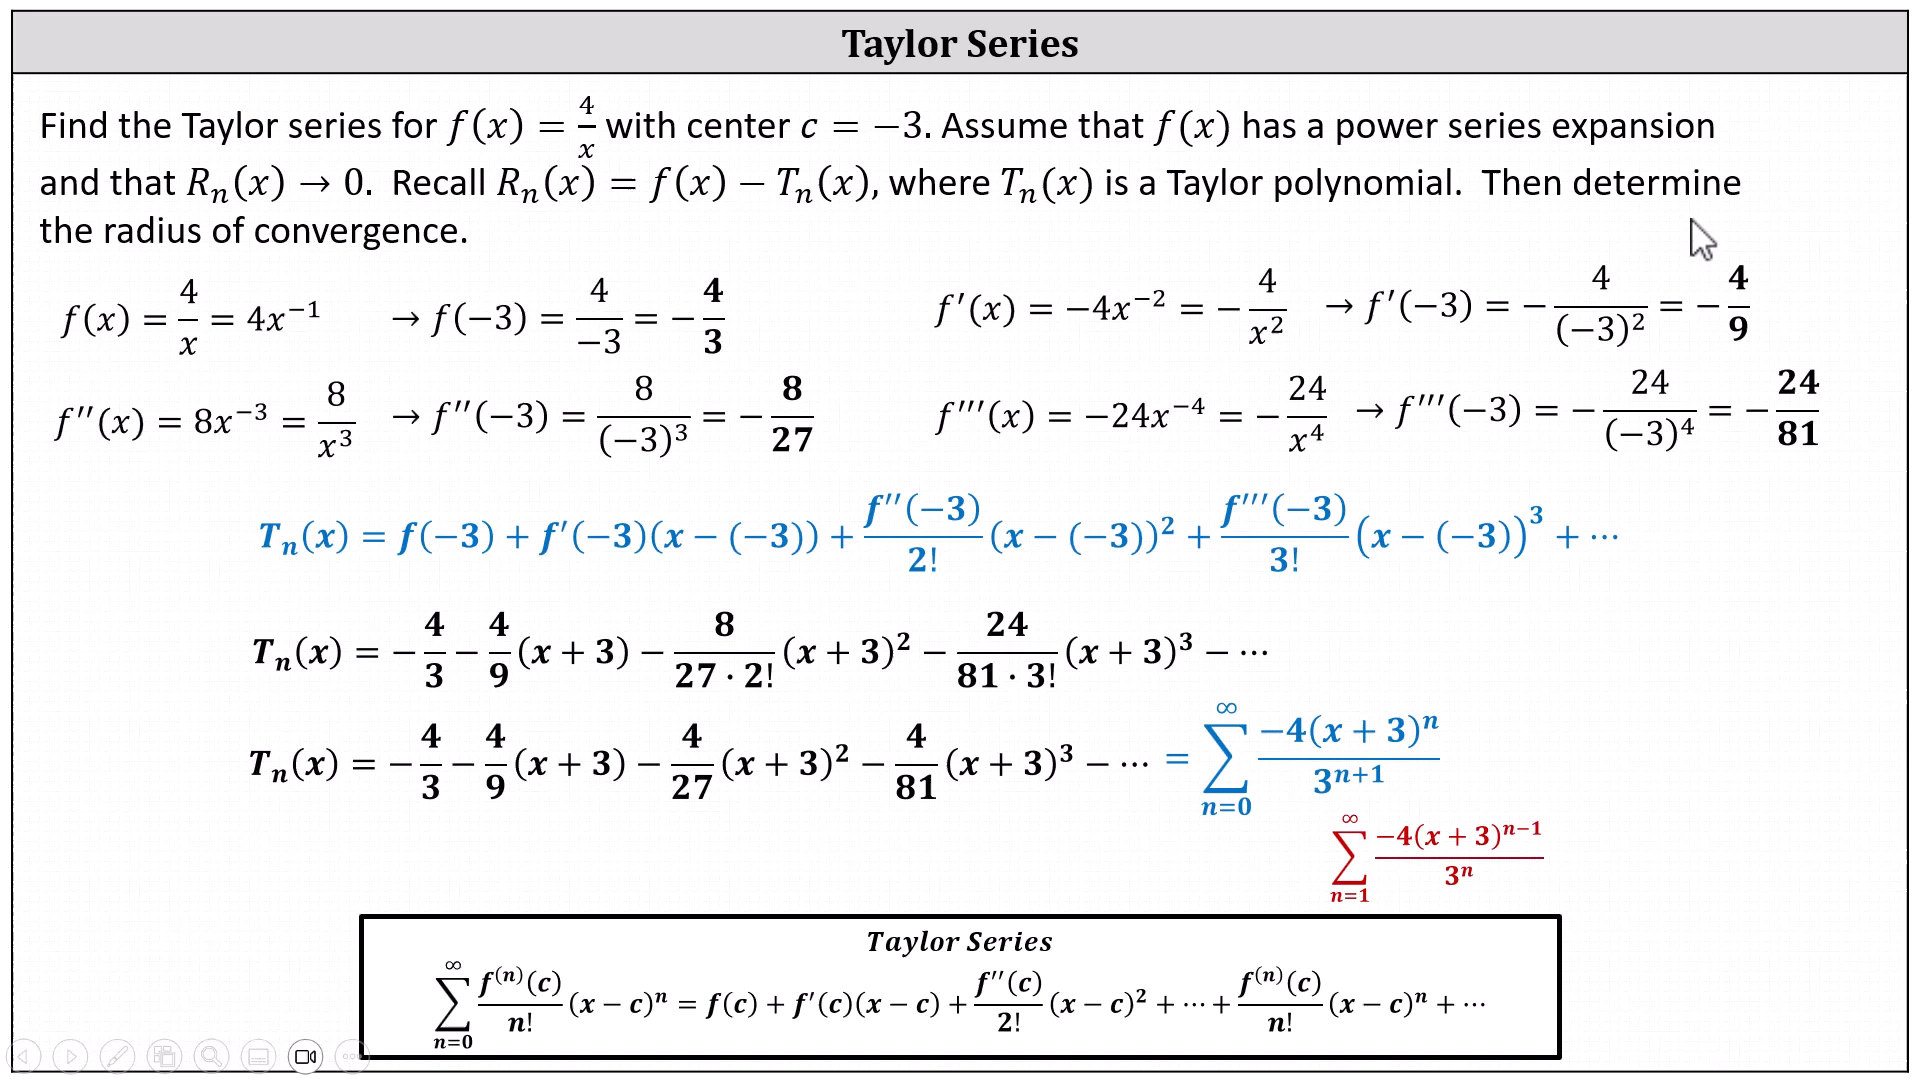 Taylor Series
Find the Taylor series for f(x) = 4/x with center c = −3. Assume that f(x) has a power series expansion
and that Rₙ(x) → 0. Recall Rₙ(x) = f(x) − Tₙ(x), where Tₙ(x) is a Taylor polynomial. Then determine
the radius of convergence.
f(x) = 4/x = 4x⁻¹ → f(−3) = 4/−3 = −4/3 f′(x) = −4x⁻² = −4/x² → f′(−3) = −4/(−3)² = −4/9
f′′(x) = 8x⁻³ = 8/x³ → f′′(−3) = 8/(−3)³ = −8/27 f′′′(x) = −24x⁻⁴ = −24/x⁴ → f′′′(−3) = −24/(−3)⁴ = −24/81
Tₙ(x) = f(−3) + f′(−3)(x − (−3)) + f′′(−3)/2! (x − (−3))² + f′′′(−3)/3! (x − (−3))³ + ⋯
Tₙ(x) = −4/3 − 4/9 (x + 3) − 8/(27 · 2!) (x + 3)² − 24/(81 · 3!) (x + 3)³ − ⋯
Tₙ(x) = −4/3 − 4/9 (x + 3) − 4/27 (x + 3)² − 4/81 (x + 3)³ − ⋯ = ∑_{n=0}^{∞} −4(x + 3)ⁿ/3ⁿ⁺¹
∑_{n=1}^{∞} −4(x + 3)ⁿ⁻¹/3ⁿ
Taylor Series
∑_{n=0}^{∞} f⁽ⁿ⁾(c)/n! (x − c)ⁿ = f(c) + f′(c)(x − c) + f′′(c)/2! (x − c)² + ⋯ + f⁽ⁿ⁾(c)/n! (x − c)ⁿ + ⋯